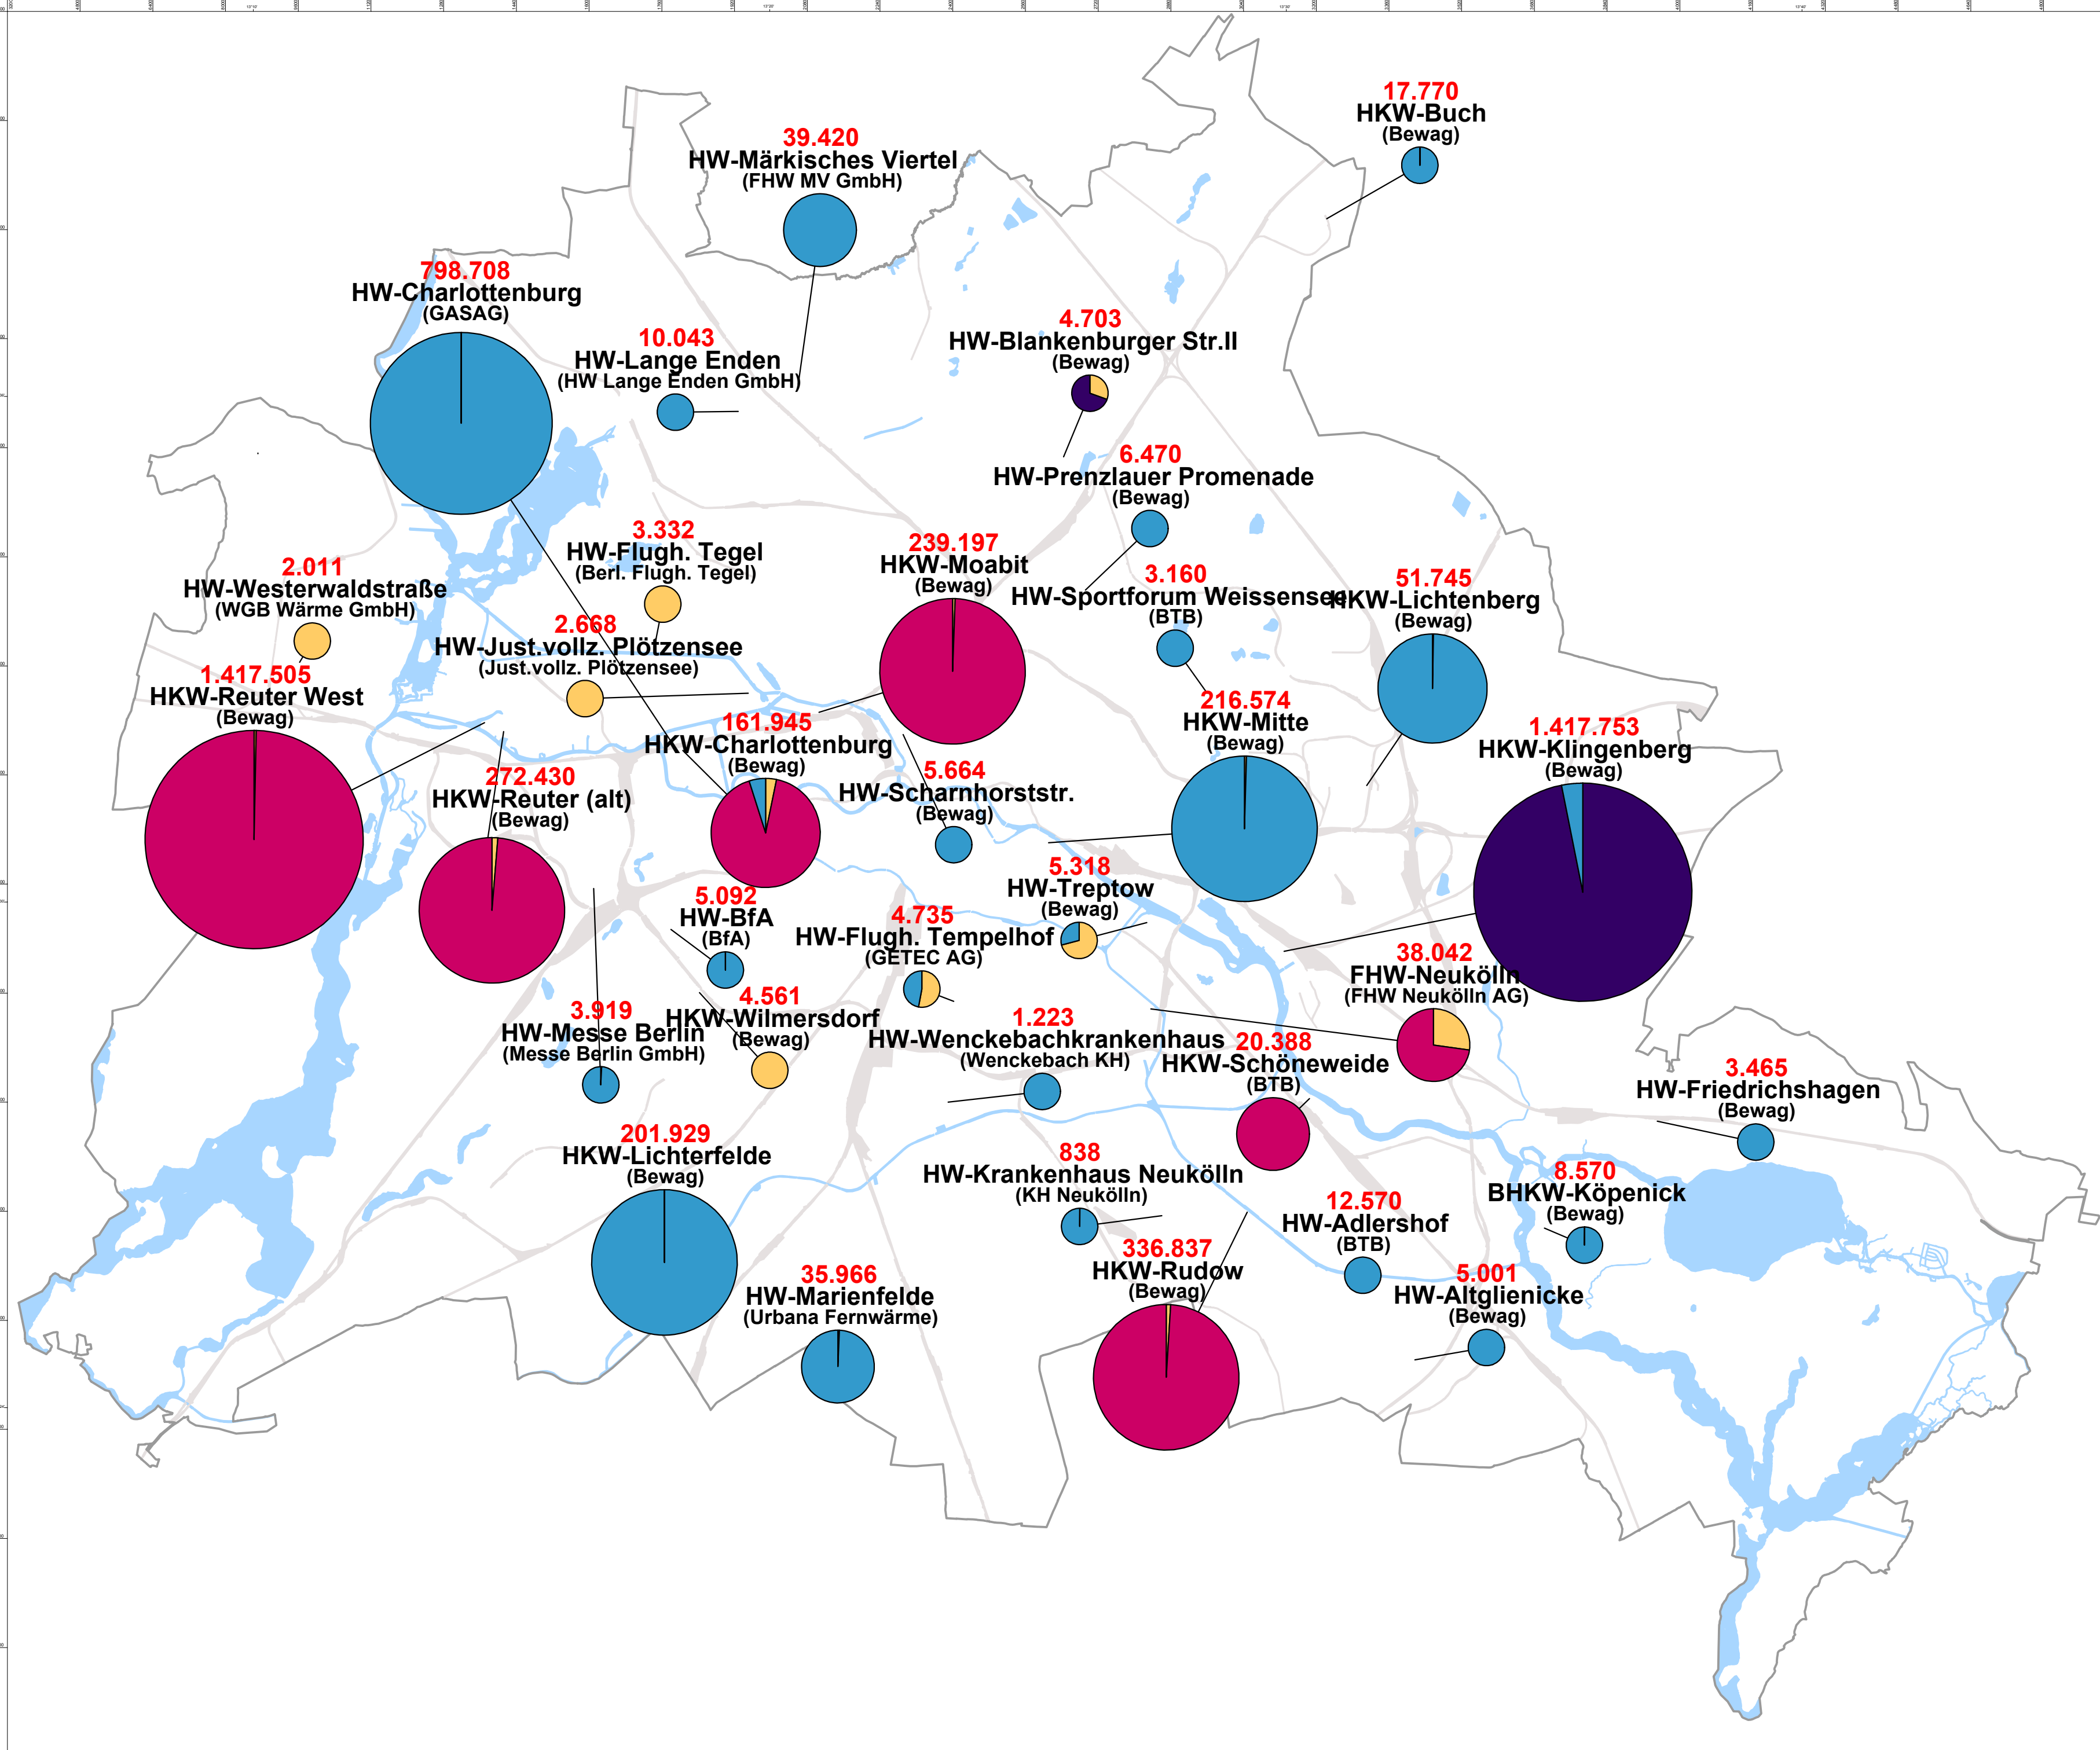 17.770
HKW-Buch
(Bewag)
39.420
HW-Märkisches Viertel
(FHW MV GmbH)
798.708
HW-Charlottenburg
(GASAG)
10.043
HW-Lange Enden
(HW Lange Enden GmbH)
4.703
HW-Blankenburger Str.II
(Bewag)
6.470
HW-Prenzlauer Promenade
(Bewag)
3.332
HW-Flugh. Tegel
(Berl. Flugh. Tegel)
239.197
HKW-Moabit
(Bewag)
2.011
HW-Westerwaldstraße
(WGB Wärme GmbH)
3.160
HW-Sportforum Weissensee
(BTB)
51.745
HKW-Lichtenberg
(Bewag)
2.668
HW-Just.vollz. Plötzensee
(Just.vollz. Plötzensee)
1.417.505
HKW-Reuter West
(Bewag)
216.574
HKW-Mitte
(Bewag)
161.945
HKW-Charlottenburg
(Bewag)
1.417.753
HKW-Klingenberg
(Bewag)
272.430
HKW-Reuter (alt)
(Bewag)
5.664
HW-Scharnhorststr.
(Bewag)
5.318
HW-Treptow
(Bewag)
5.092
HW-BfA
(BfA)
4.735
HW-Flugh. Tempelhof
(GETEC AG)
38.042
FHW-Neukölln
(FHW Neukölln AG)
3.919
HW-Messe Berlin
(Messe Berlin GmbH)
4.561
HKW-Wilmersdorf
(Bewag)
1.223
HW-Wenckebachkrankenhaus
(Wenckebach KH)
20.388
HKW-Schöneweide
(BTB)
3.465
HW-Friedrichshagen
(Bewag)
201.929
HKW-Lichterfelde
(Bewag)
838
HW-Krankenhaus Neukölln
(KH Neukölln)
8.570
BHKW-Köpenick
(Bewag)
12.570
HW-Adlershof
(BTB)
336.837
HKW-Rudow
(Bewag)
35.966
HW-Marienfelde
(Urbana Fernwärme)
5.001
HW-Altglienicke
(Bewag)